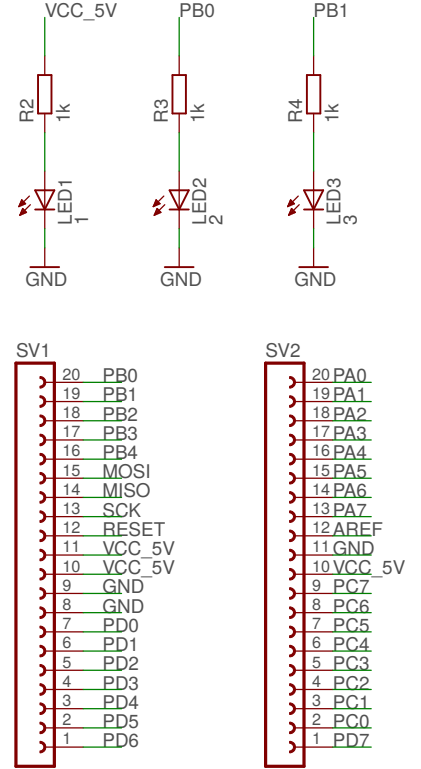 VCC_5V PB0 PB1
R2 1k R3 1k R4 1k
LED1 1 LED2 2 LED3 3
GND GND GND
SV1 SV2
20 PB0 20 PA0
19 PB1 19 PA1
18 PB2 18 PA2
17 PB3 17 PA3
16 PB4 16 PA4
15 MOSI 15 PA5
14 MISO 14 PA6
13 SCK 13 PA7
12 RESET 12 AREF
11 VCC_5V 11 GND
10 VCC_5V 10 VCC_5V
9 GND 9 PC7
8 GND 8 PC6
7 PD0 7 PC5
6 PD1 6 PC4
5 PD2 5 PC3
4 PD3 4 PC2
3 PD4 3 PC1
2 PD5 2 PC0
1 PD6 1 PD7